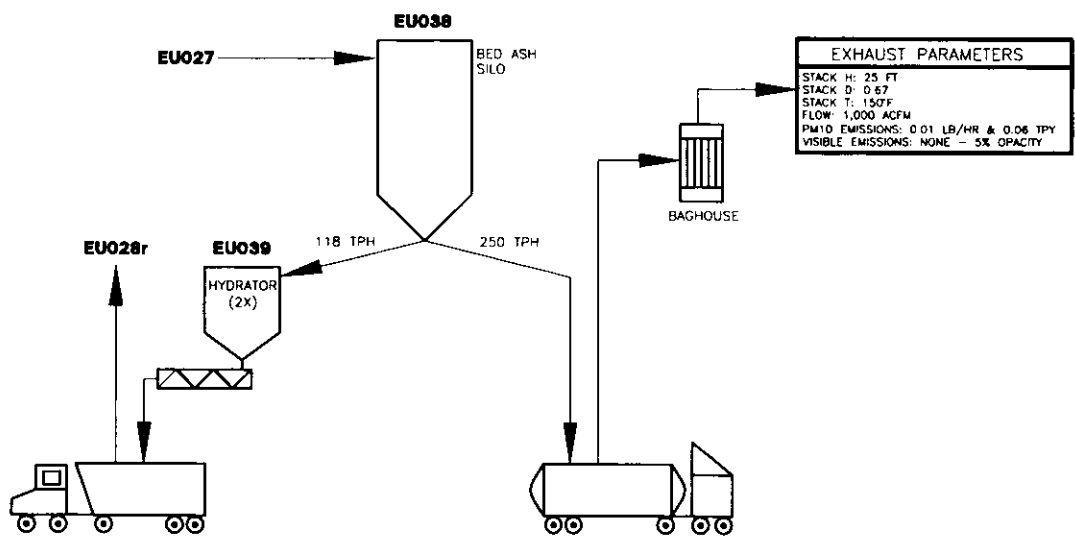 EU038
EU027
BED ASH
SILO
EXHAUST PARAMETERS
STACK H: 25 FT
STACK D: 0.67
STACK T: 150°F
FLOW: 1,000 ACFM
PM10 EMISSIONS: 0.01 LB/HR & 0.06 TPY
VISIBLE EMISSIONS: NONE - 5% OPACITY
BAGHOUSE
118 TPH
250 TPH
EU028r
EU039
HYDRATOR
(2X)